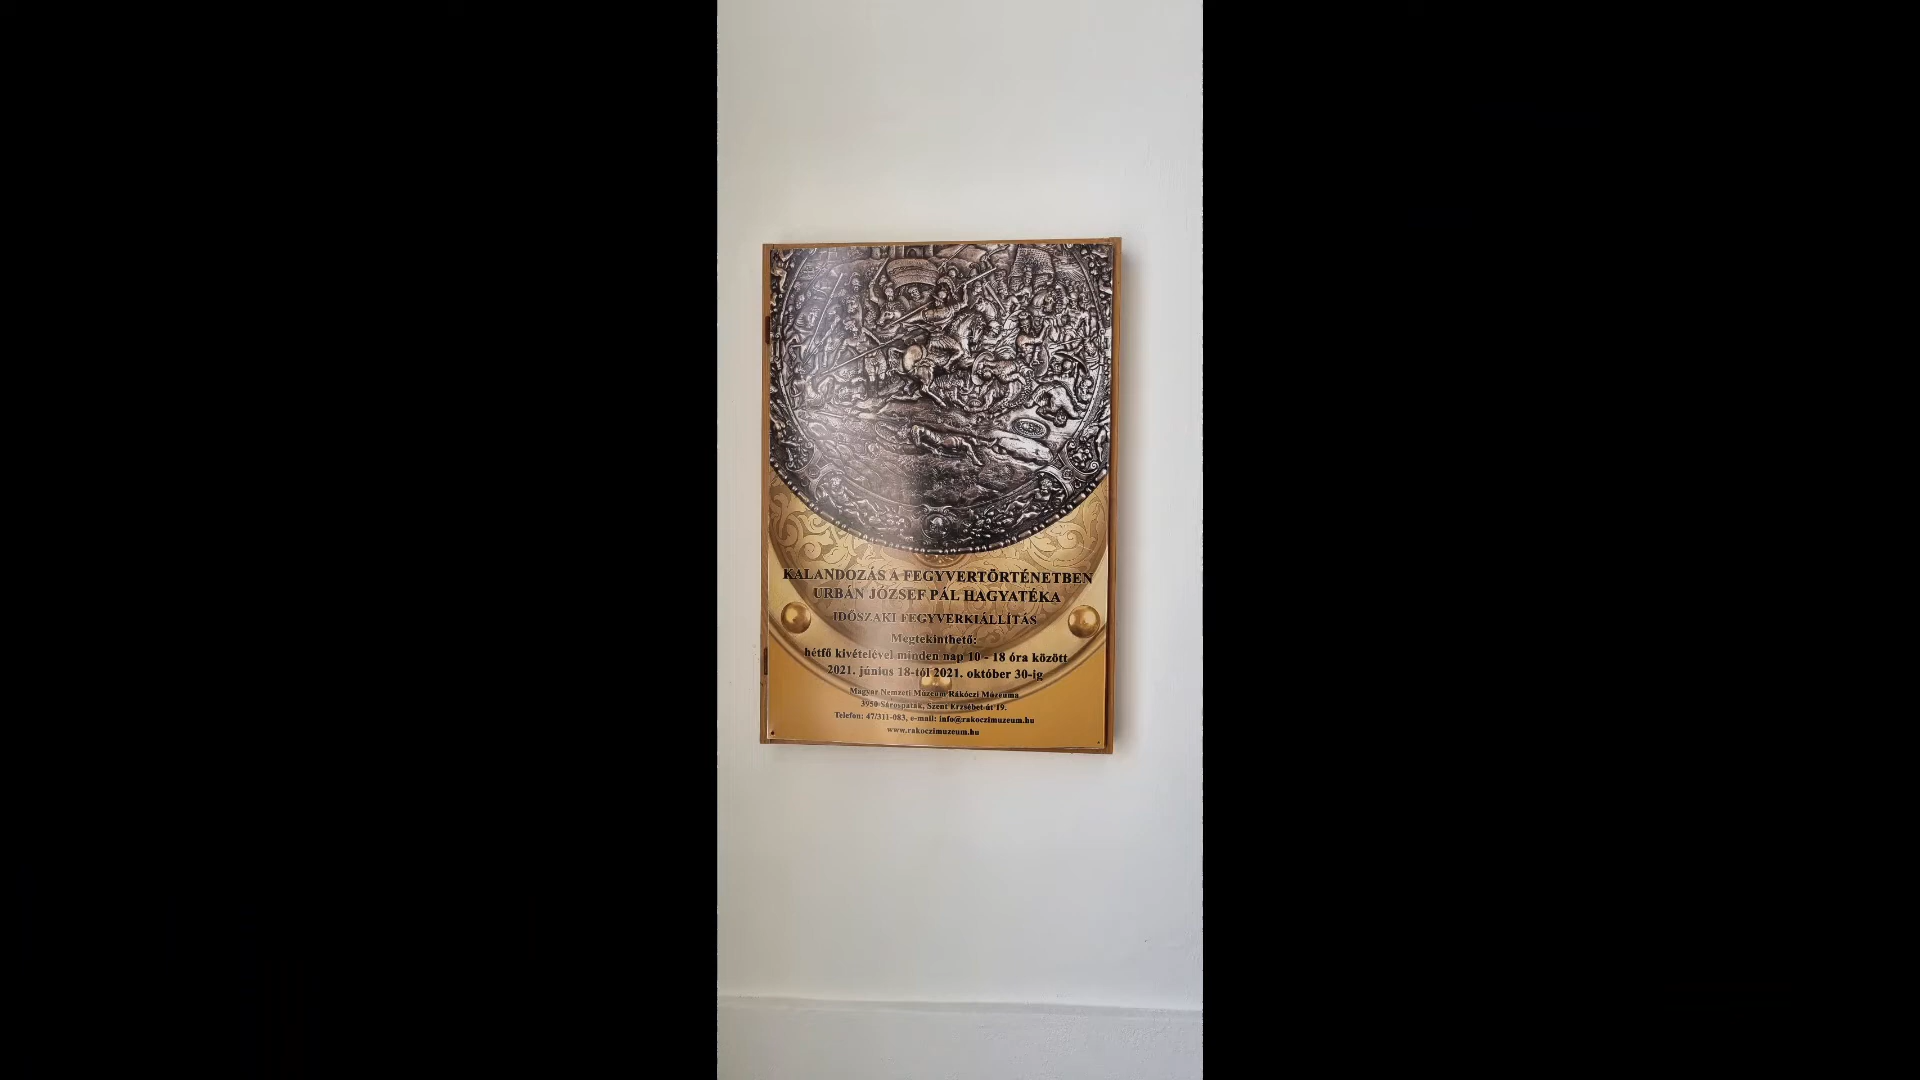 KALANDOZÁS A FEGYVERTÖRTÉNETBEN
URBÁN JÓZSEF PÁL HAGYATÉKA
IDŐSZAKI FEGYVERKIÁLLÍTÁS
Megtekinthető:
hétfő kivételével minden nap 10 - 18 óra között
2021. június 18-tól 2021. október 30-ig
Magyar Nemzeti Múzeum Rákóczi Múzeuma
3950 Sárospatak, Szent Erzsébet út 19.
Telefon: 47/311-083, e-mail: info@rakoczimuzeum.hu
www.rakoczimuzeum.hu